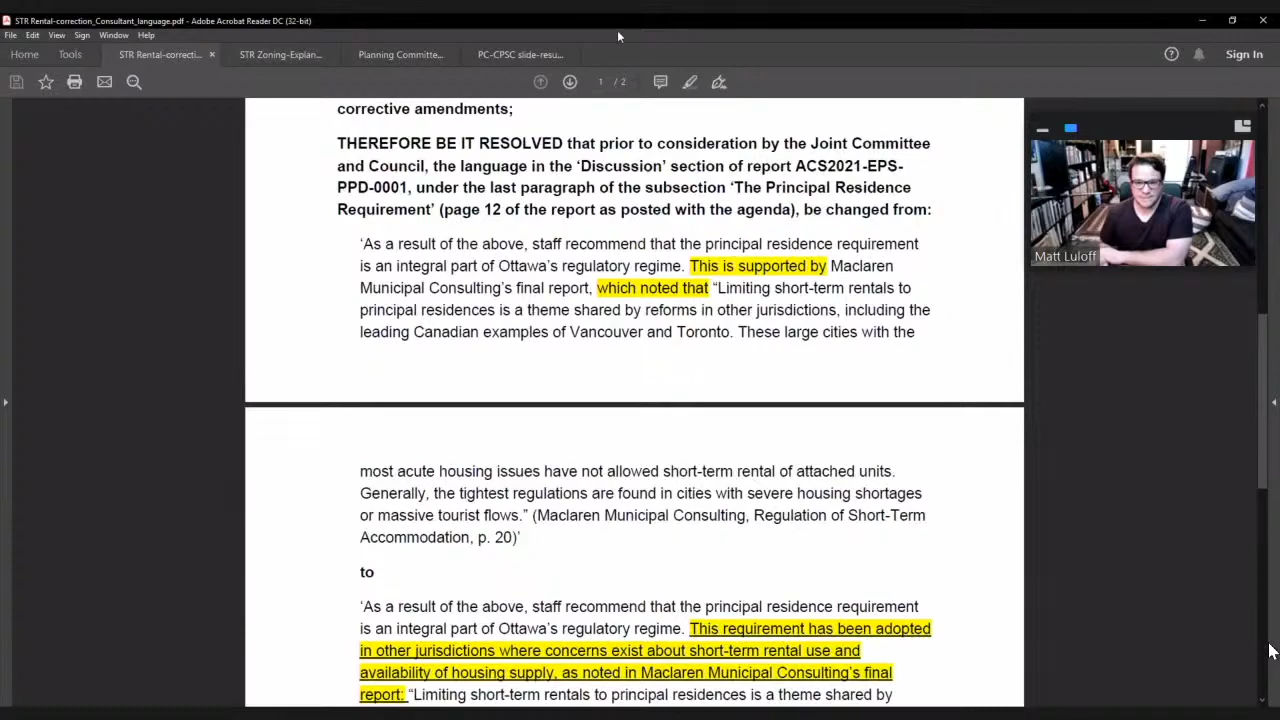 STR Rental-correction_Consultant_language.pdf - Adobe Acrobat Reader DC (32-bit)
File Edit View Sign Window Help
Home Tools STR Rental-correcti... × STR Zoning-Explan... Planning Committe... PC-CPSC slide-resu... Sign In
1 / 2
corrective amendments;
THEREFORE BE IT RESOLVED that prior to consideration by the Joint Committee
and Council, the language in the ‘Discussion’ section of report ACS2021-EPS-
PPD-0001, under the last paragraph of the subsection ‘The Principal Residence
Requirement’ (page 12 of the report as posted with the agenda), be changed from:
‘As a result of the above, staff recommend that the principal residence requirement
is an integral part of Ottawa’s regulatory regime. This is supported by Maclaren
Municipal Consulting’s final report, which noted that “Limiting short-term rentals to
principal residences is a theme shared by reforms in other jurisdictions, including the
leading Canadian examples of Vancouver and Toronto. These large cities with the
Matt Luloff
most acute housing issues have not allowed short-term rental of attached units.
Generally, the tightest regulations are found in cities with severe housing shortages
or massive tourist flows.” (Maclaren Municipal Consulting, Regulation of Short-Term
Accommodation, p. 20)’
to
‘As a result of the above, staff recommend that the principal residence requirement
is an integral part of Ottawa’s regulatory regime. This requirement has been adopted
in other jurisdictions where concerns exist about short-term rental use and
availability of housing supply, as noted in Maclaren Municipal Consulting’s final
report: “Limiting short-term rentals to principal residences is a theme shared by